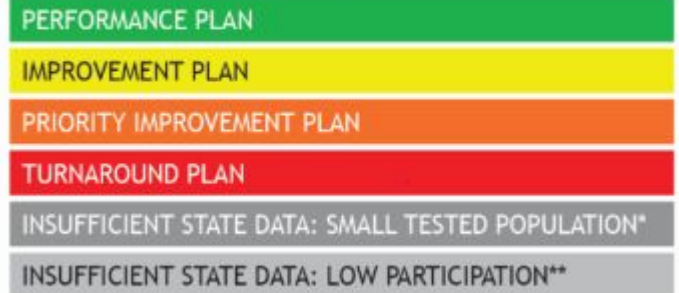 PERFORMANCE PLAN
IMPROVEMENT PLAN
PRIORITY IMPROVEMENT PLAN
TURNAROUND PLAN
INSUFFICIENT STATE DATA: SMALL TESTED POPULATION*
INSUFFICIENT STATE DATA: LOW PARTICIPATION**